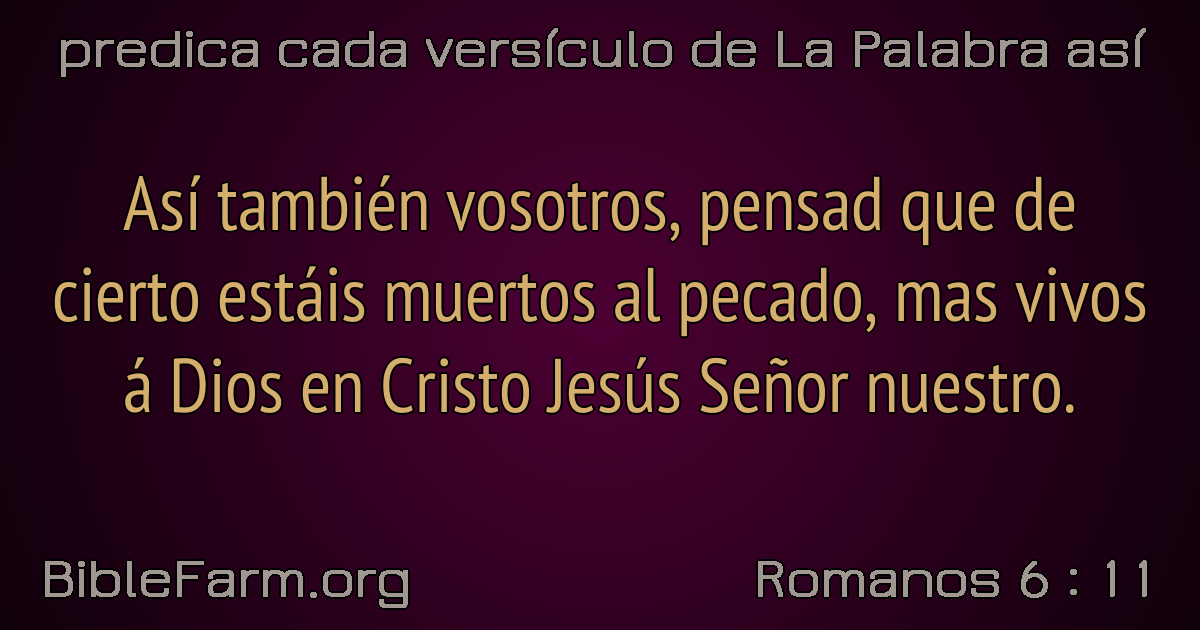 predica cada versículo de La Palabra así
Así también vosotros, pensad que de
cierto estáis muertos al pecado, mas vivos
á Dios en Cristo Jesús Señor nuestro.
BibleFarm.org
Romanos 6 : 11